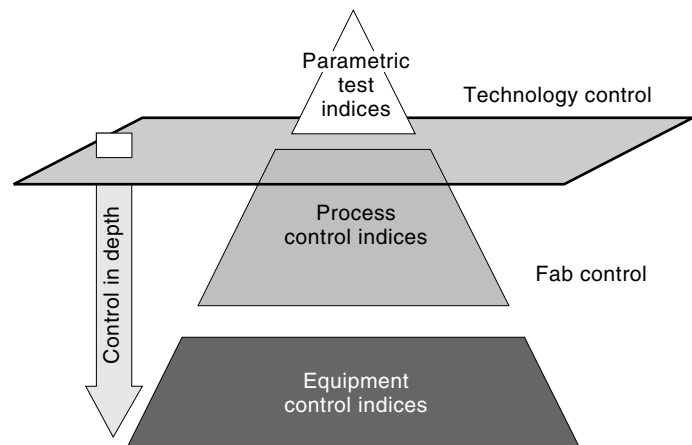 Parametric
test
indices
Technology control
Process
control indices
Fab control
Control in depth
Equipment
control indices